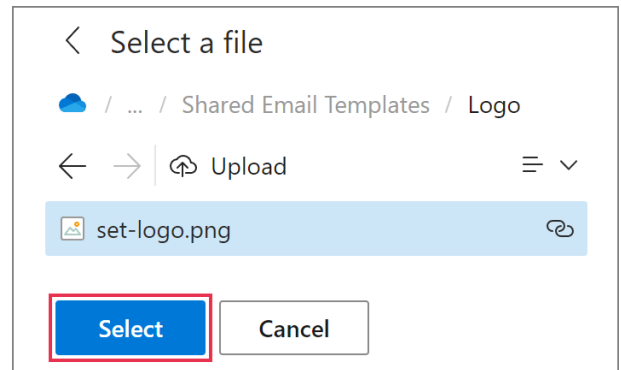 Select a file
/ ... / Shared Email Templates / Logo
Upload
set-logo.png
Select Cancel